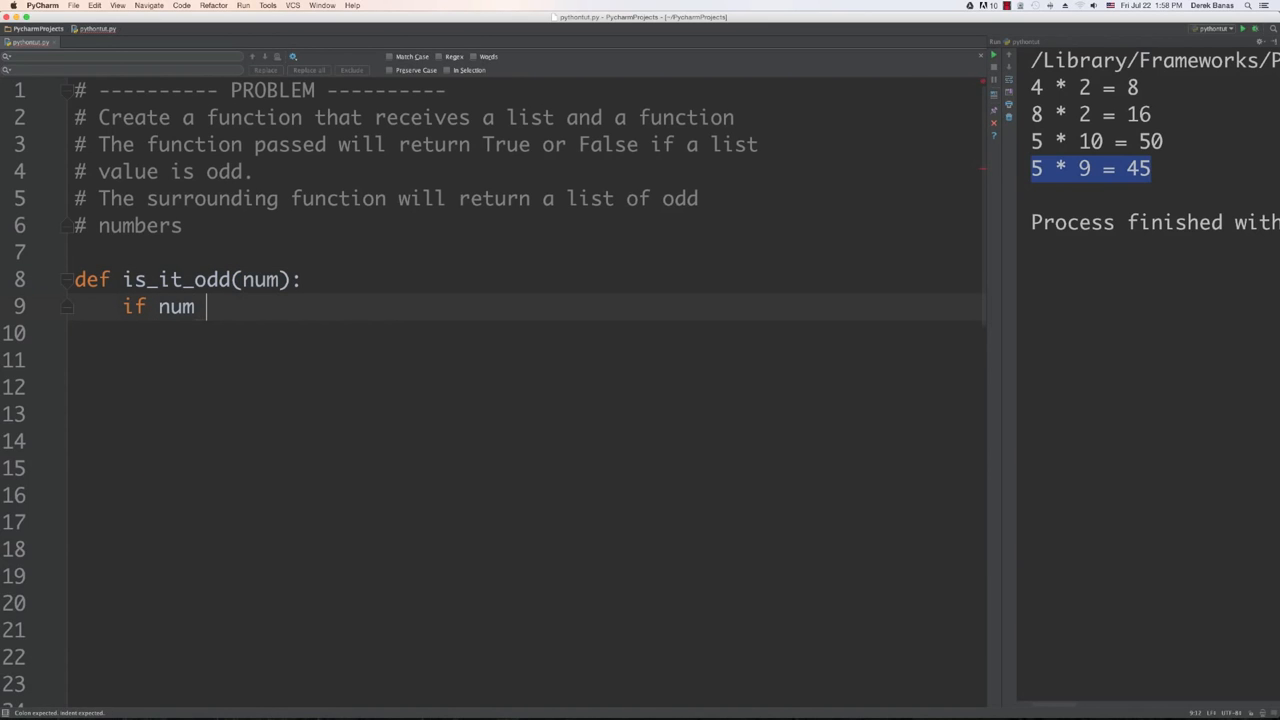 PyCharm File Edit View Navigate Code Refactor Run Tools VCS Window Help 10 Fri Jul 22 1:58 PM Derek Banas
pythontut.py - PycharmProjects - [~/PycharmProjects]
PycharmProjects pythontut.py pythontut
pythontut.py Run pythontut
Match Case Regex Words
Replace Replace all Exclude Preserve Case In Selection
1 # ---------- PROBLEM ----------
2 # Create a function that receives a list and a function
3 # The function passed will return True or False if a list
4 # value is odd.
5 # The surrounding function will return a list of odd
6 # numbers
7
8 def is_it_odd(num):
9 if num
10
11
12
13
14
15
16
17
18
19
20
21
22
23
/Library/Frameworks/P
4 * 2 = 8
8 * 2 = 16
5 * 10 = 50
5 * 9 = 45
Process finished with
Colon expected. Indent expected. 9:12 LF÷ UTF-8÷